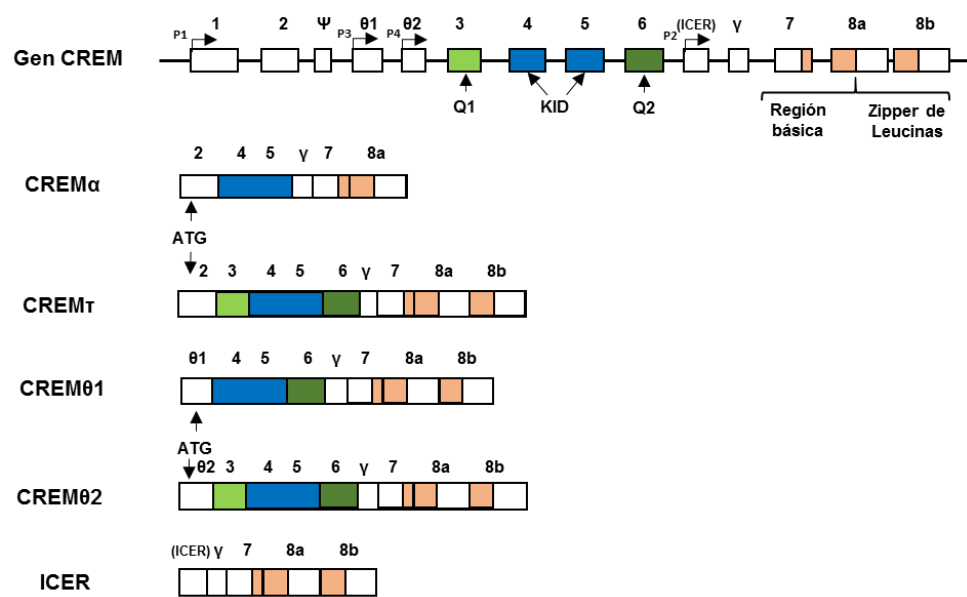 1 2 Ψ θ1 θ2 3 4 5 6 (ICER) γ 7 8a 8b
P1 P3 P4 P2
Gen CREM
Q1 KID Q2 Región básica Zipper de Leucinas
2 4 5 γ 7 8a
CREMα
ATG
2 3 4 5 6 γ 7 8a 8b
CREMτ
θ1 4 5 6 γ 7 8a 8b
CREMθ1
ATG
θ2 3 4 5 6 γ 7 8a 8b
CREMθ2
(ICER) γ 7 8a 8b
ICER